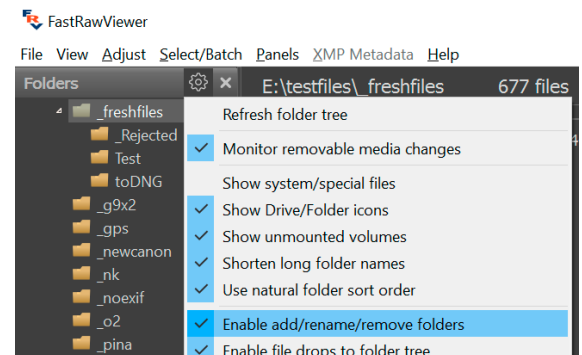 FastRawViewer
File View Adjust Select/Batch Panels XMP Metadata Help
Folders E:\testfiles\_freshfiles 677 files
_freshfiles
_Rejected
Test
toDNG
_g9x2
_gps
_newcanon
_nk
_noexif
_o2
_pina
Refresh folder tree
Monitor removable media changes
Show system/special files
Show Drive/Folder icons
Show unmounted volumes
Shorten long folder names
Use natural folder sort order
Enable add/rename/remove folders
Enable file drops to folder tree